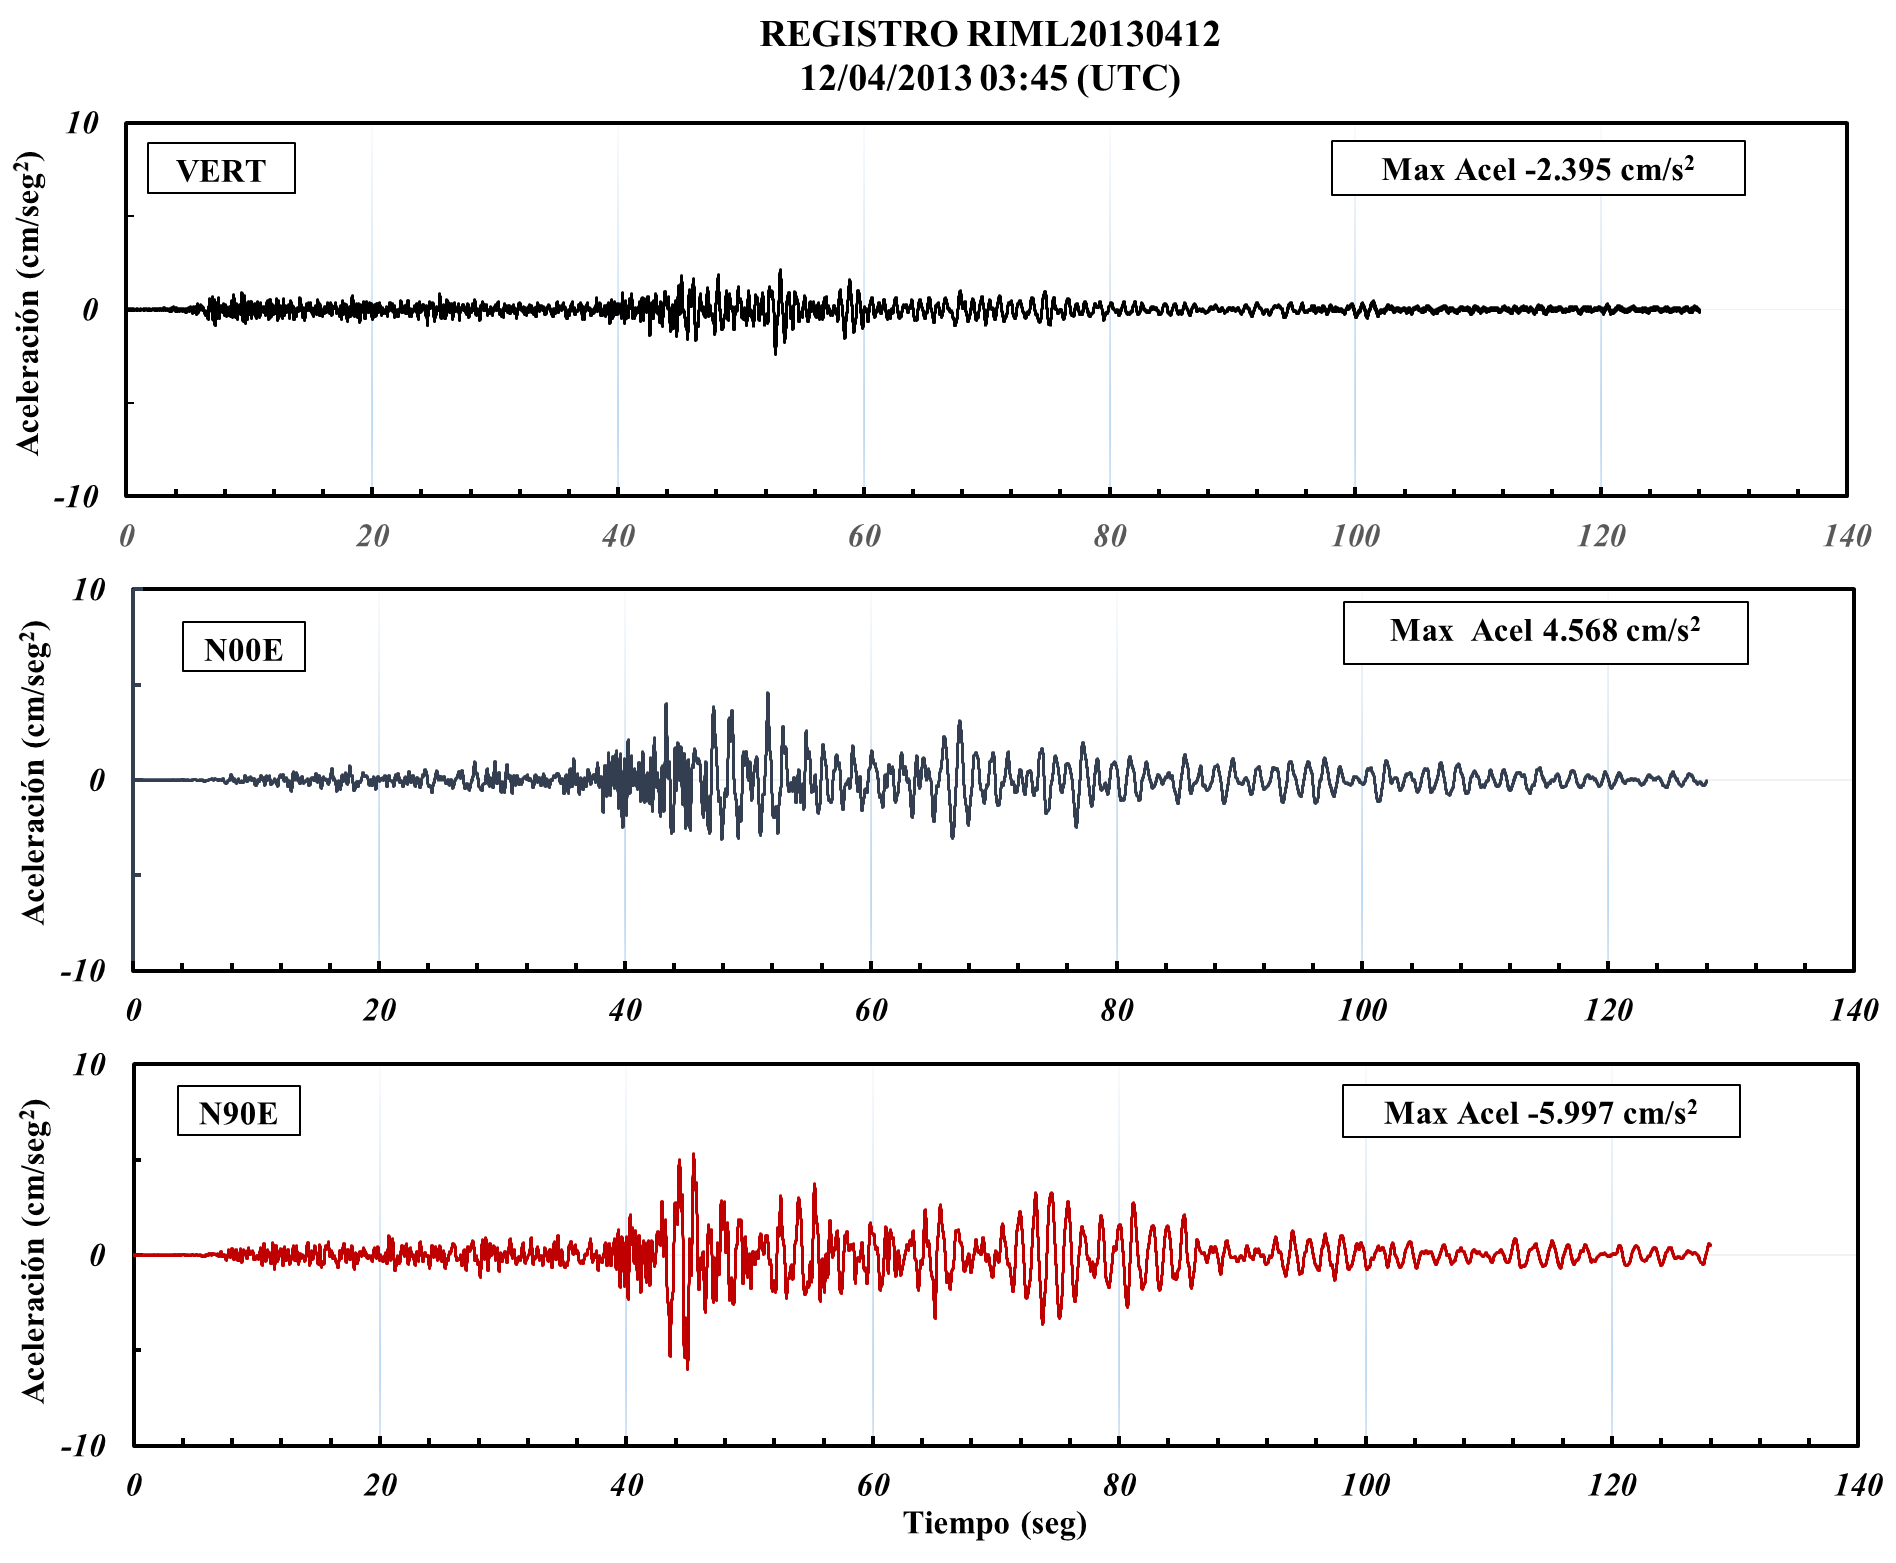 REGISTRO RIML20130412
12/04/2013 03:45 (UTC)
10
VERT
Max Acel -2.395 cm/s²
Aceleración (cm/seg²)
0
-10
0 20 40 60 80 100 120 140
10
N00E
Max  Acel 4.568 cm/s²
Aceleración (cm/seg²)
0
-10
0 20 40 60 80 100 120 140
10
N90E
Max Acel -5.997 cm/s²
Aceleración (cm/seg²)
0
-10
0 20 40 60 80 100 120 140
Tiempo (seg)